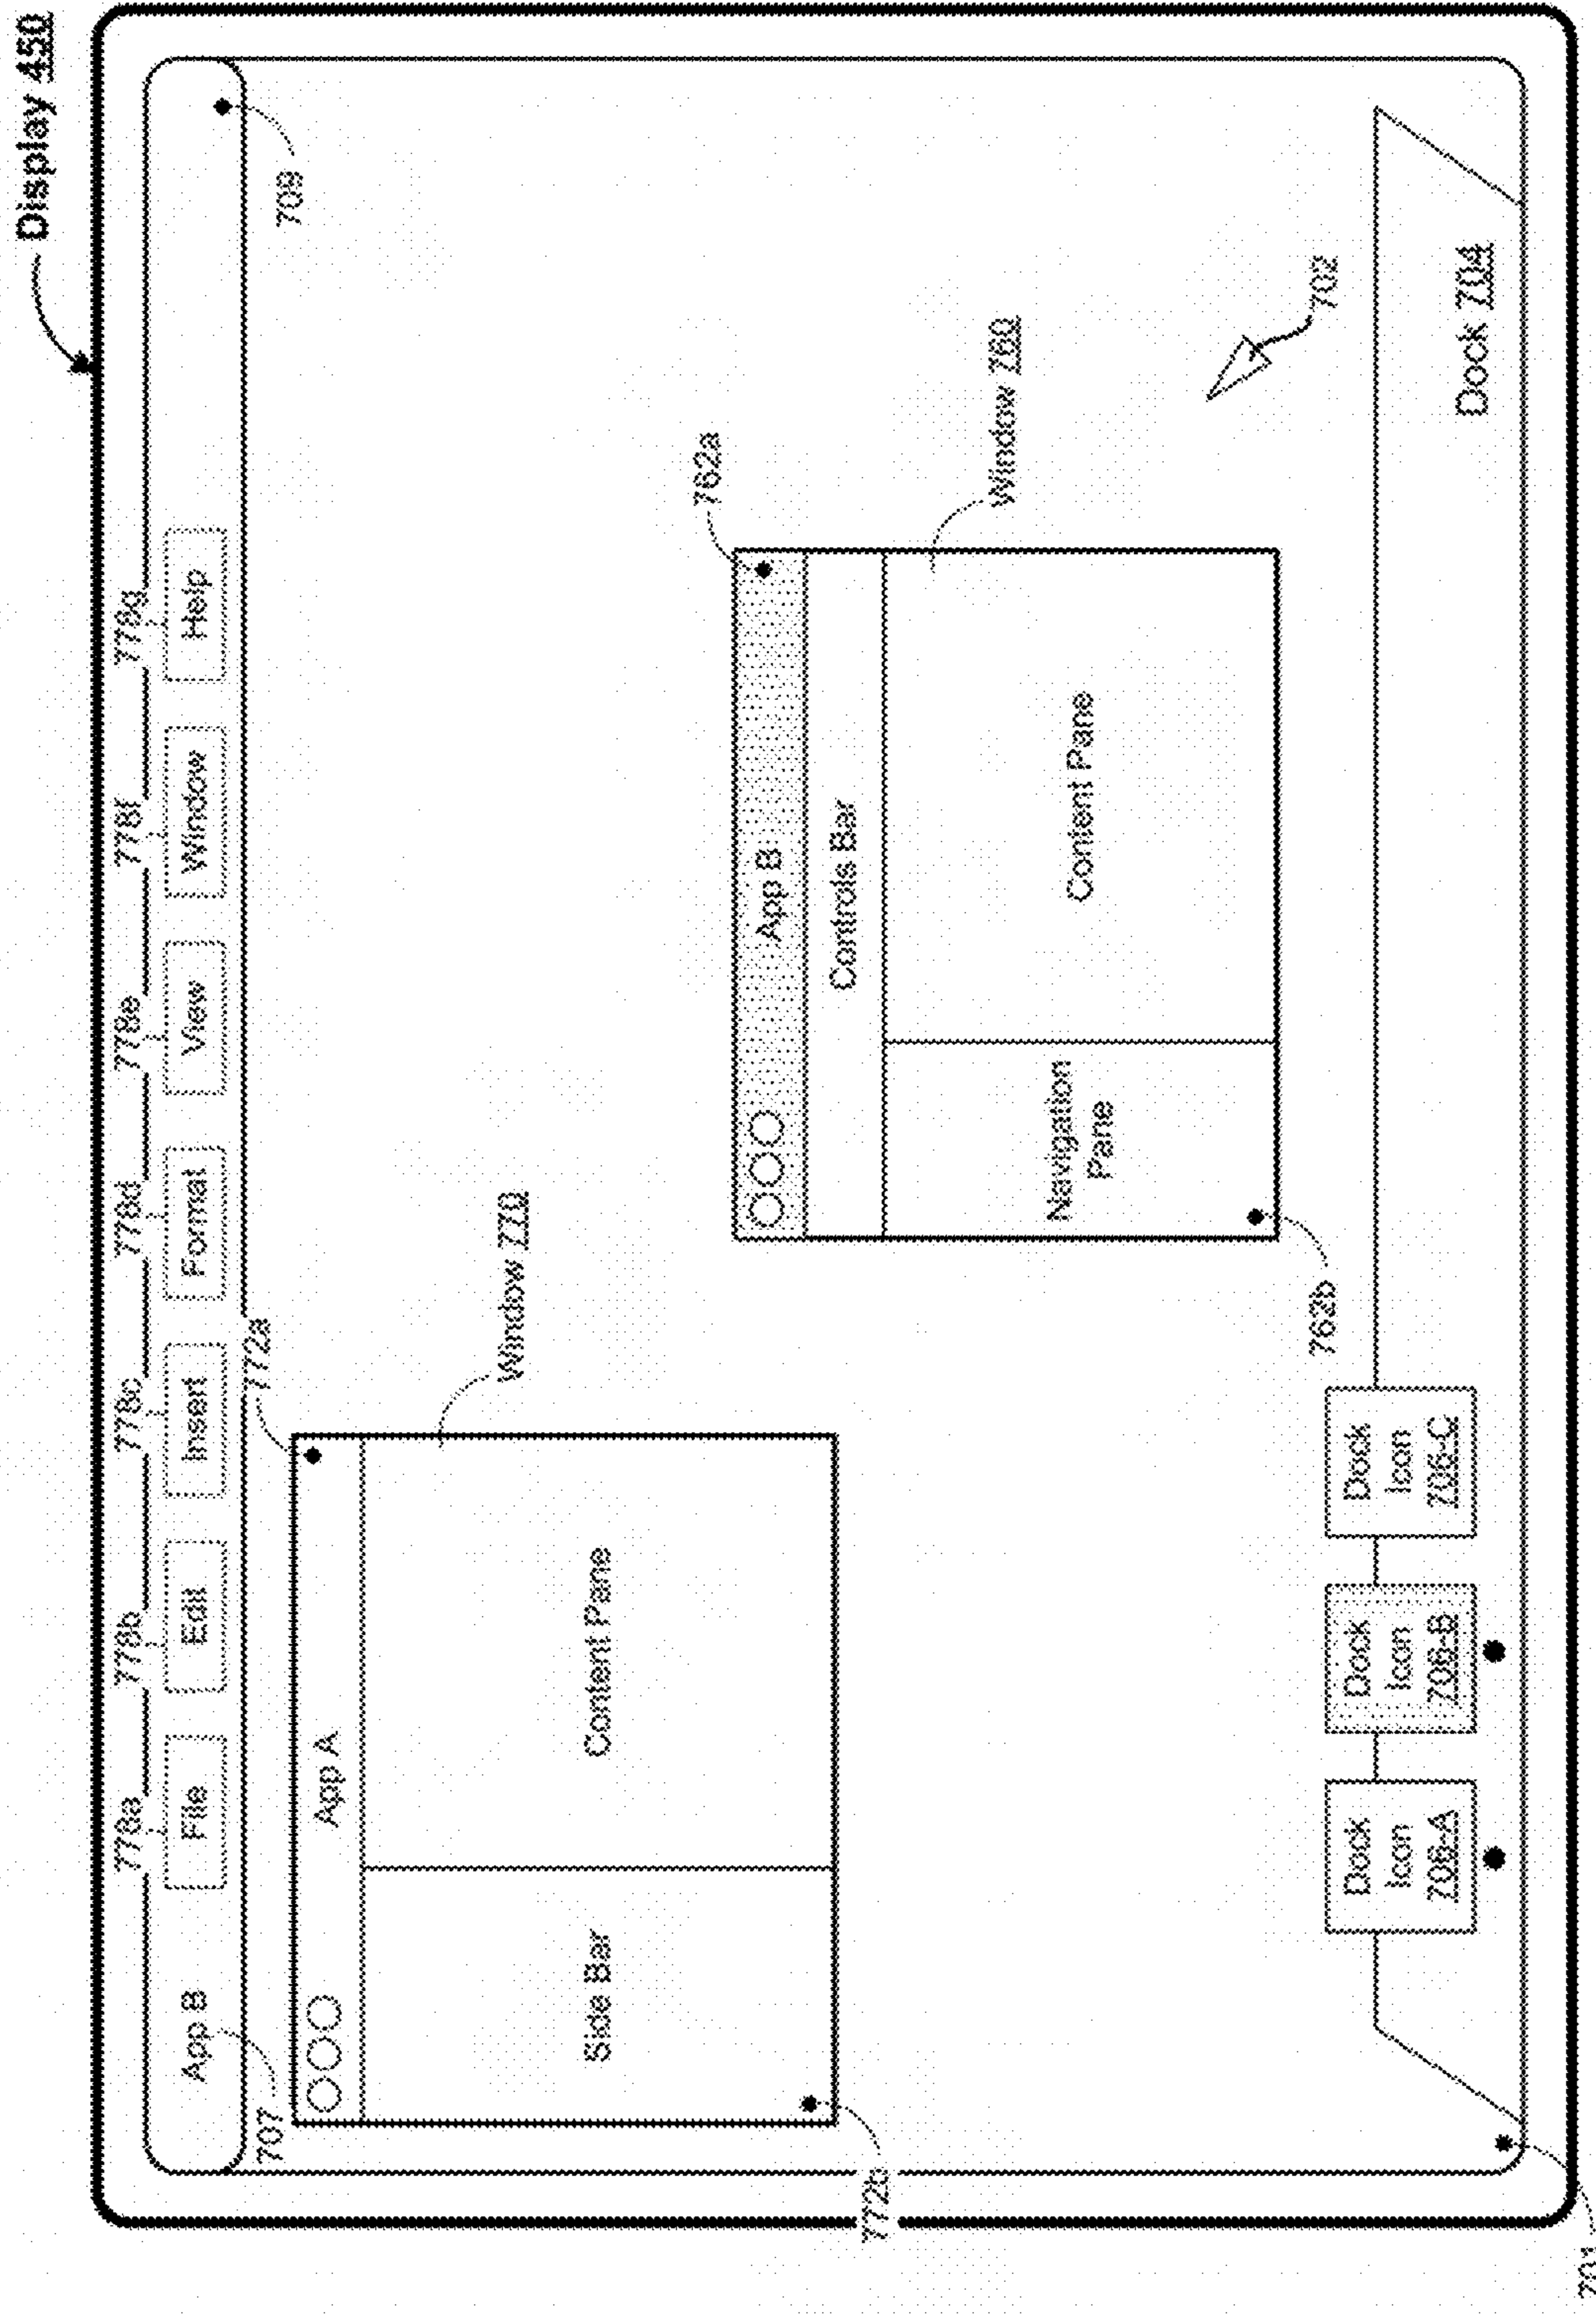 Display 450
778a
778b
778c
778d
778e
778f
778g
App B
File
Edit
Insert
Format
View
Window
Help
707
772a
709
App A
Window 770
Side Bar
Content Pane
772b
762a
App B
Controls Bar
Window 760
Navigation
Pane
Content Pane
762b
702
Dock
Icon
706-A
Dock
Icon
706-B
Dock
Icon
706-C
Dock 704
701